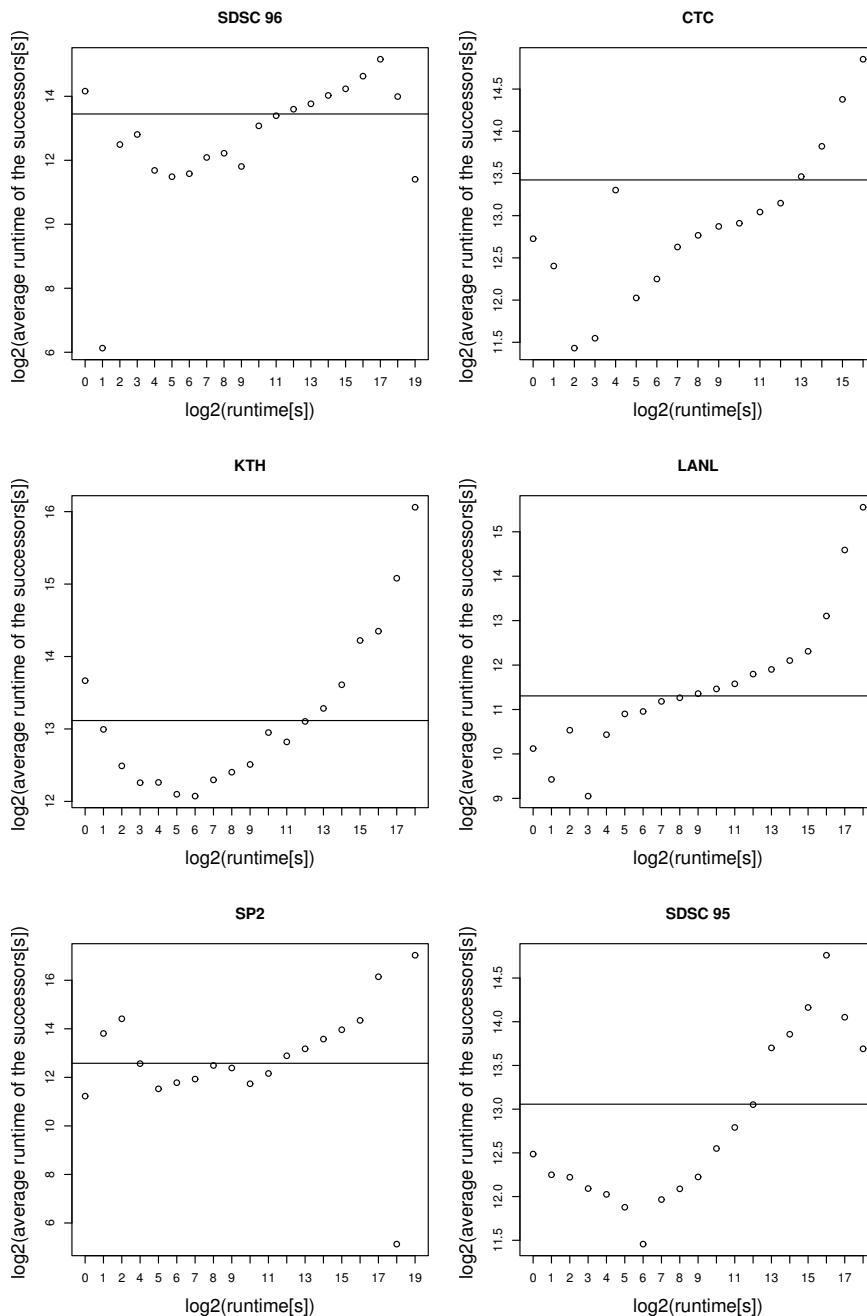 SDSC 96
log2(average runtime of the successors[s])
14
12
10
8
6
0 1 2 3 4 5 6 7 8 9 11 13 15 17 19
log2(runtime[s])
CTC
log2(average runtime of the successors[s])
14.5
14.0
13.5
13.0
12.5
12.0
11.5
0 1 2 3 4 5 6 7 8 9 11 13 15
log2(runtime[s])
KTH
log2(average runtime of the successors[s])
16
15
14
13
12
0 1 2 3 4 5 6 7 8 9 11 13 15 17
log2(runtime[s])
LANL
log2(average runtime of the successors[s])
15
14
13
12
11
10
9
0 1 2 3 4 5 6 7 8 9 11 13 15 17
log2(runtime[s])
SP2
log2(average runtime of the successors[s])
16
14
12
10
8
6
0 1 2 4 5 6 7 8 9 11 13 15 17 19
log2(runtime[s])
SDSC 95
log2(average runtime of the successors[s])
14.5
14.0
13.5
13.0
12.5
12.0
11.5
0 1 2 3 4 5 6 7 8 9 11 13 15 17
log2(runtime[s])